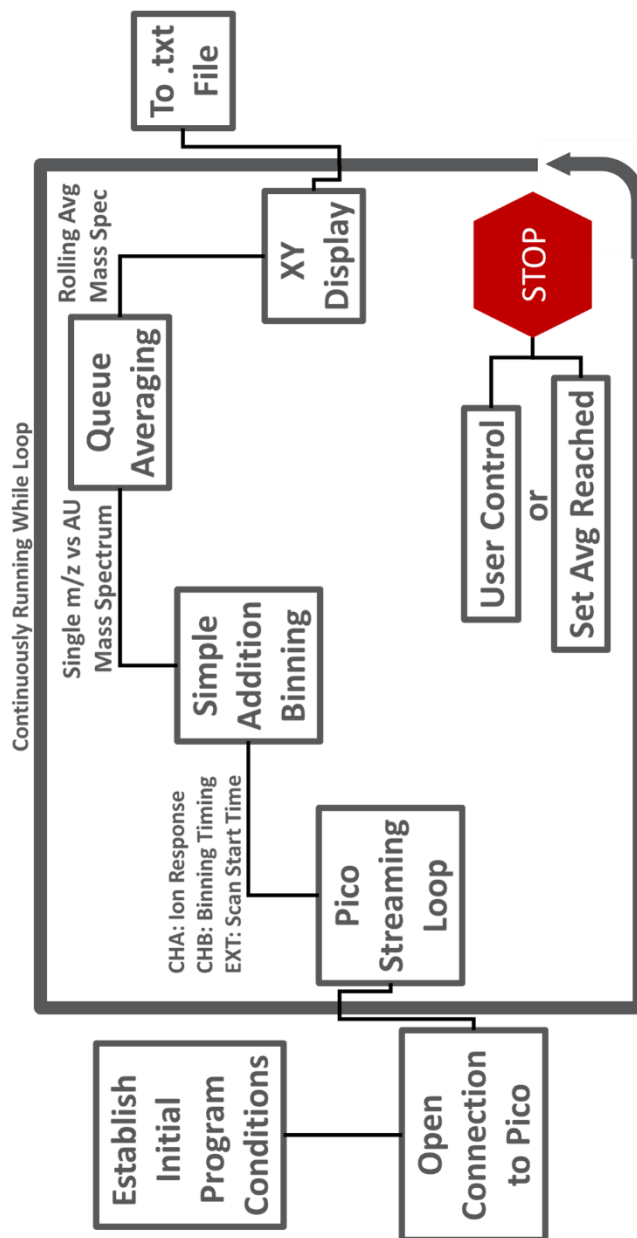 Establish
Initial
Program
Conditions
Open
Connection
to Pico
Continuously Running While Loop
Pico
Streaming
Loop
CHA: Ion Response
CHB: Binning Timing
EXT: Scan Start Time
Simple
Addition
Binning
Single m/z vs AU
Mass Spectrum
Queue
Averaging
Rolling Avg
Mass Spec
XY
Display
To .txt
File
User Control
or
Set Avg Reached
STOP